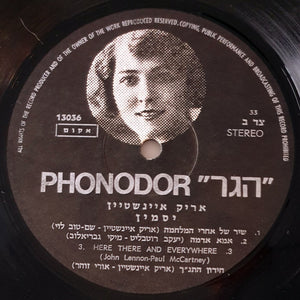 ALL RIGHTS OF THE RECORD PRODUCER AND OF THE OWNER OF THE WORK REPRODUCED RESERVED. COPYING, PUBLIC PERFORMANCE AND BROADCASTING OF THIS RECORD PROHIBITED
13036
אקום
33
צד ב
STEREO
PHONODOR "הגר"
אריק איינשטיין
יסמין
1. שיר של אחרי המלחמה (אריק איינשטיין - שם-טוב לוי)
2. אמא אדמה (יעקב רוטבליט - מיקי גבריאלוב)
3. HERE THERE AND EVERYWHERE
(John Lennon-Paul McCartney)
חידון התנ"ך (אריק איינשטיין - אורי זוהר)